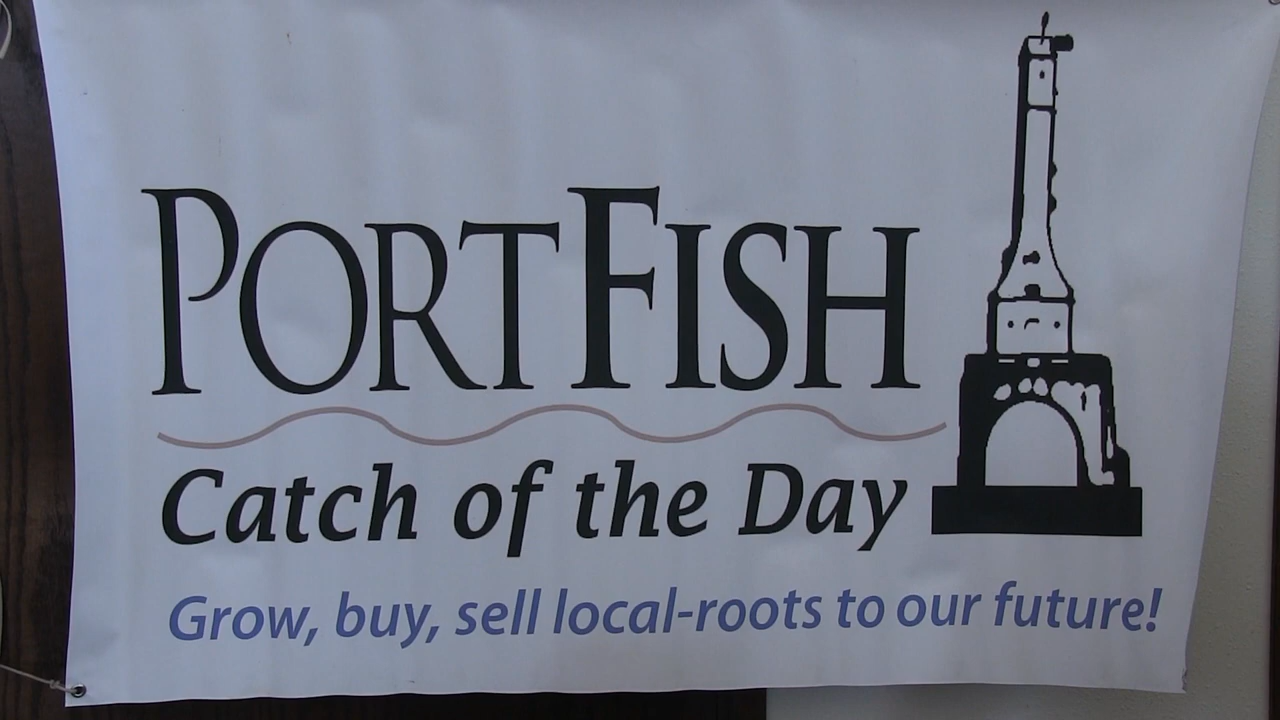 PORTFISH
Catch of the Day
Grow, buy, sell local-roots to our future!